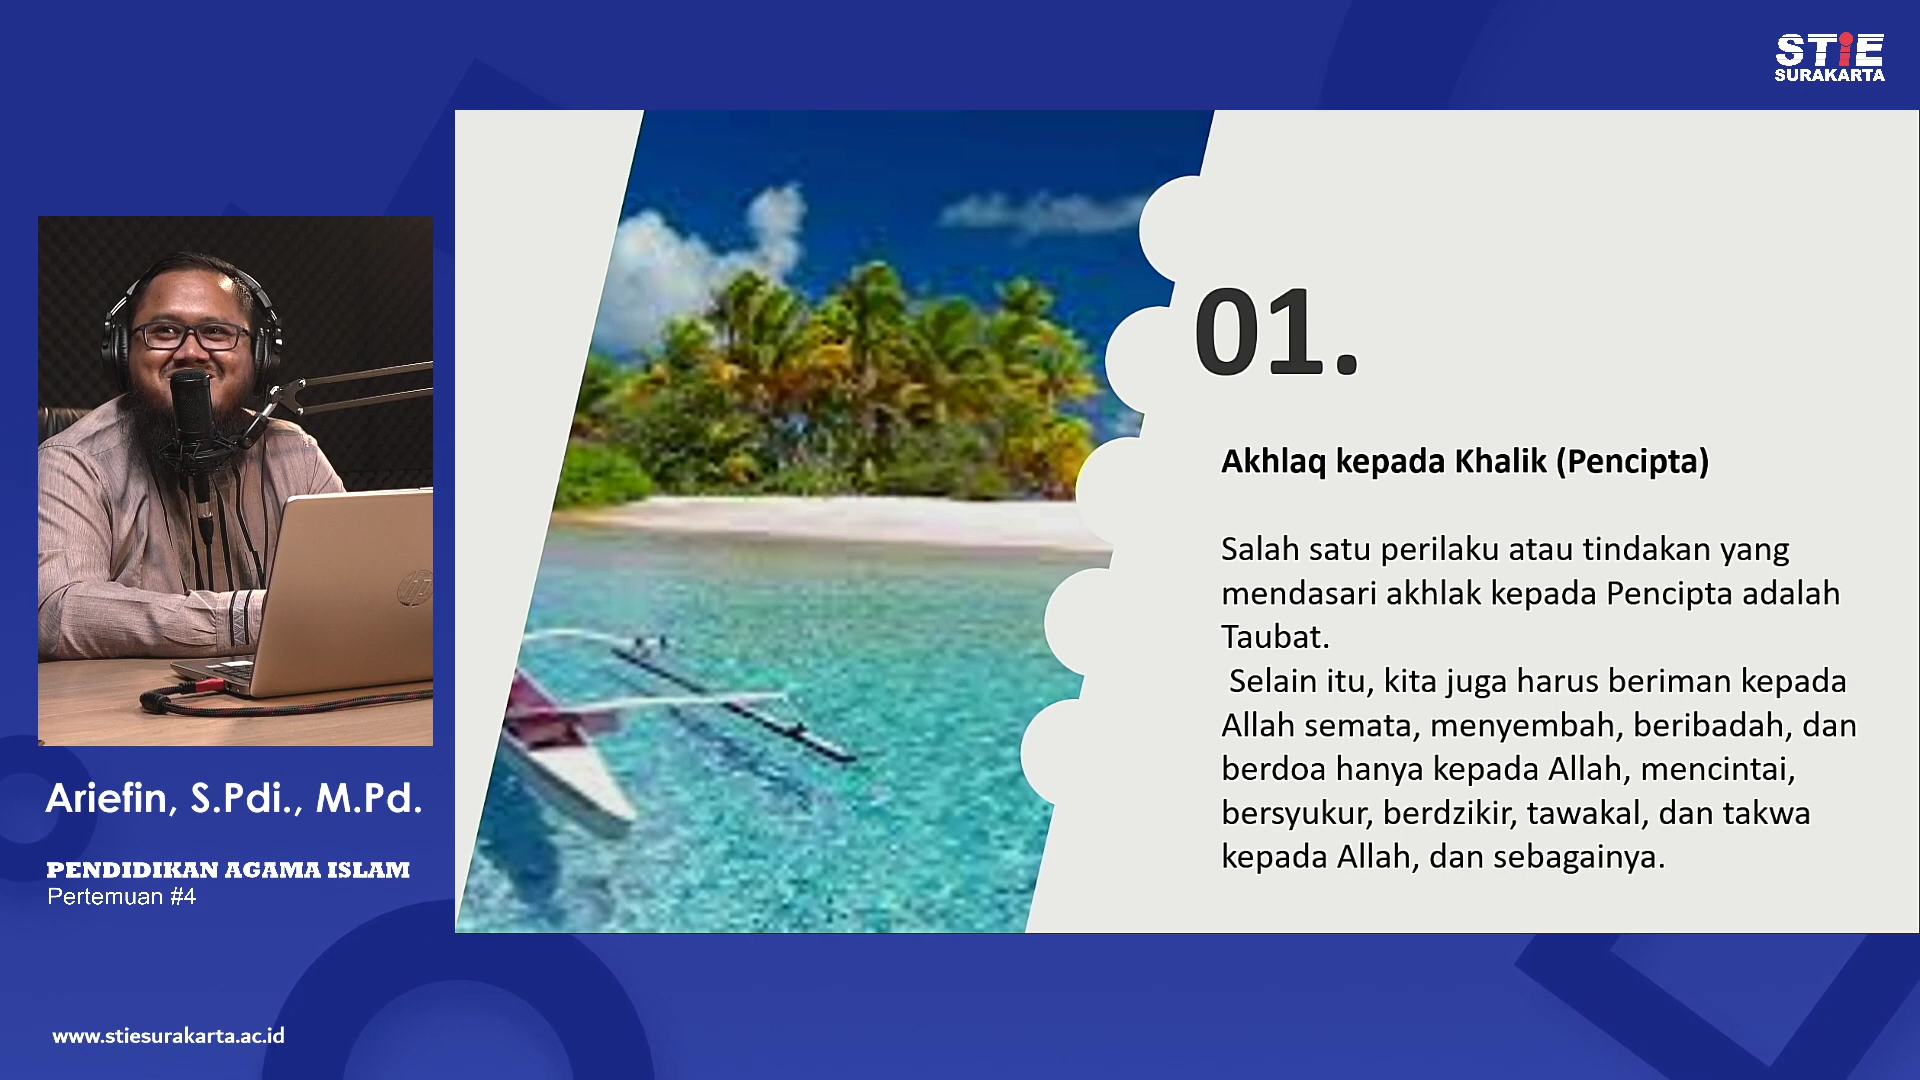 STiE
SURAKARTA
01.
Akhlaq kepada Khalik (Pencipta)
Salah satu perilaku atau tindakan yang
mendasari akhlak kepada Pencipta adalah
Taubat.
Selain itu, kita juga harus beriman kepada
Allah semata, menyembah, beribadah, dan
berdoa hanya kepada Allah, mencintai,
bersyukur, berdzikir, tawakal, dan takwa
kepada Allah, dan sebagainya.
hp
Ariefin, S.Pdi., M.Pd.
PENDIDIKAN AGAMA ISLAM
Pertemuan #4
www.stiesurakarta.ac.id